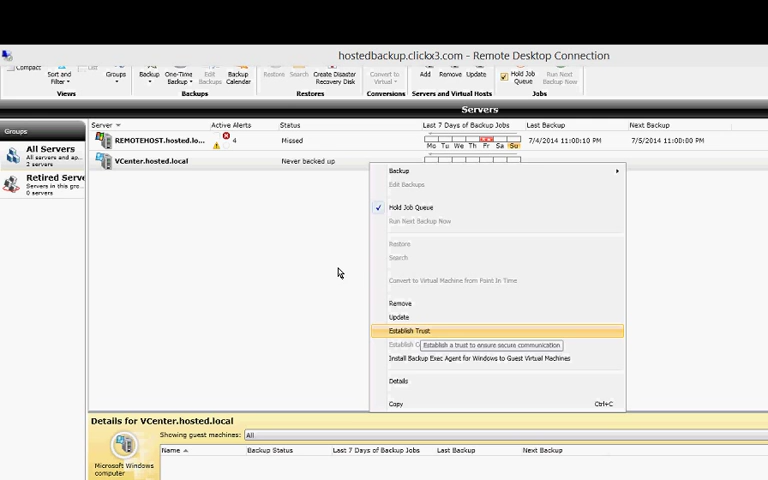 hostedbackup.clickx3.com - Remote Desktop Connection
Compact
Sort and Filter
Groups
Views
Backup
One-Time Backup
Edit Backups
Backup Calendar
Backups
Restore
Search
Create Disaster Recovery Disk
Restores
Convert to Virtual
Conversions
Add
Remove
Update
Servers and Virtual Hosts
Hold Job Queue
Run Next Backup Now
Jobs
Servers
Groups
All Servers
All servers and ap...
2 servers
Retired Serve
Servers in this gro...
0 servers
Server
Active Alerts
Status
Last 7 Days of Backup Jobs
Last Backup
Next Backup
REMOTEHOST.hosted.lo...
4
Missed
Mo Tu We Th Fr Sa Su
7/4/2014 11:00:10 PM
7/5/2014 11:00:00 PM
VCenter.hosted.local
Never backed up
Backup
Edit Backups
Hold Job Queue
Run Next Backup Now
Restore
Search
Convert to Virtual Machine from Point In Time
Remove
Update
Establish Trust
Establish C
Establish a trust to ensure secure communication
Install Backup Exec Agent for Windows to Guest Virtual Machines
Details
Copy Ctrl+C
Details for VCenter.hosted.local
Microsoft Windows computer
Showing guest machines: All
Name
Backup Status
Last 7 Days of Backup Jobs
Last Backup
Next Backup